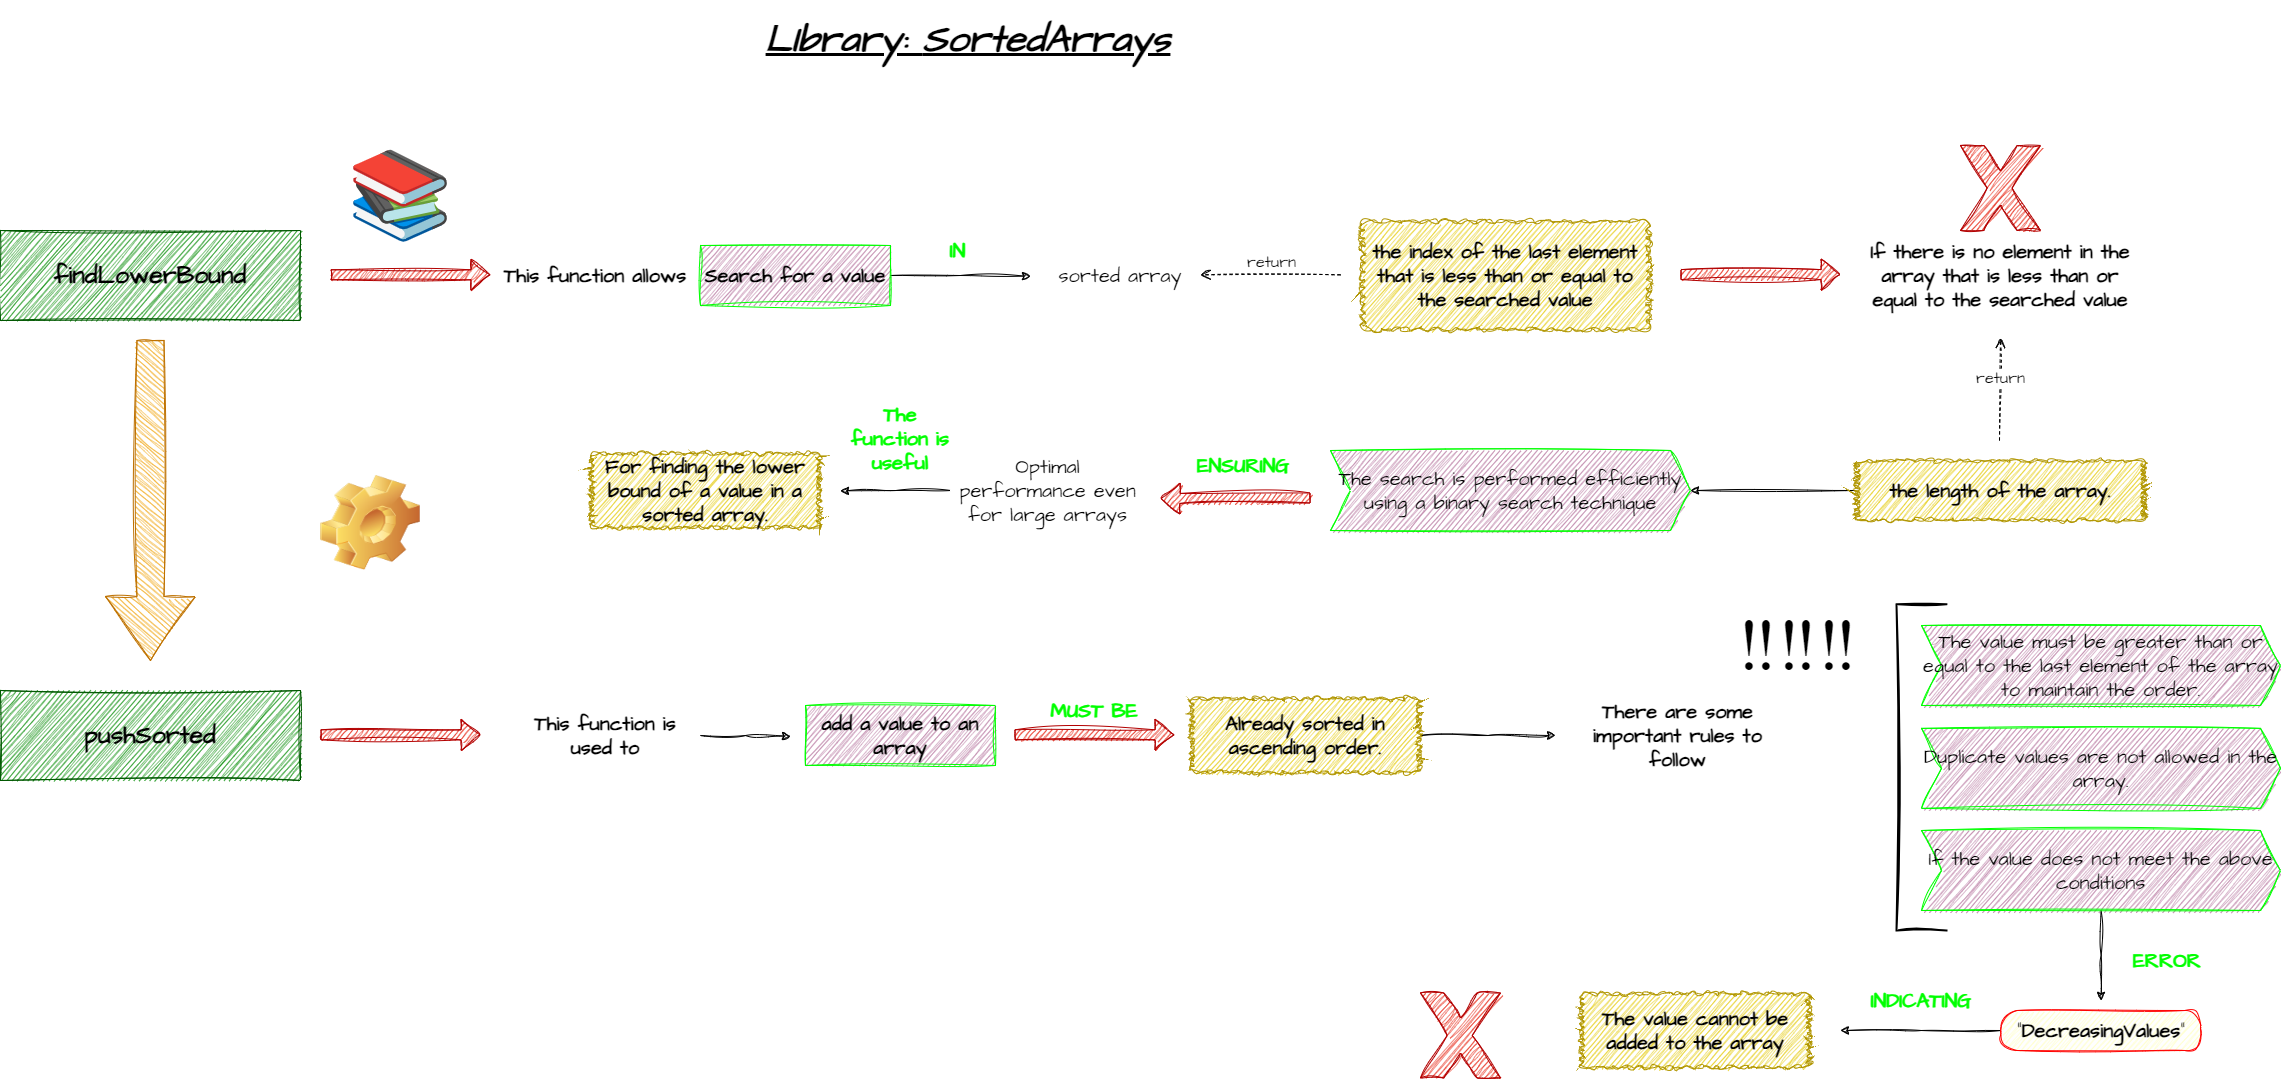 Library: SortedArrays
findLowerBound
This function allows
Search for a value
IN
sorted array
return
the index of the last element
that is less than or equal to
the searched value
If there is no element in the
array that is less than or
equal to the searched value
return
the length of the array.
The search is performed efficiently
using a binary search technique
ENSURING
Optimal
performance even
for large arrays
The
function is
useful
For finding the lower
bound of a value in a
sorted array.
pushSorted
This function is
used to
add a value to an
array
MUST BE
Already sorted in
ascending order.
There are some
important rules to
follow
!! !! !!
The value must be greater than or
equal to the last element of the array
to maintain the order.
Duplicate values are not allowed in the
array.
If the value does not meet the above
conditions
ERROR
"DecreasingValues"
INDICATING
The value cannot be
added to the array